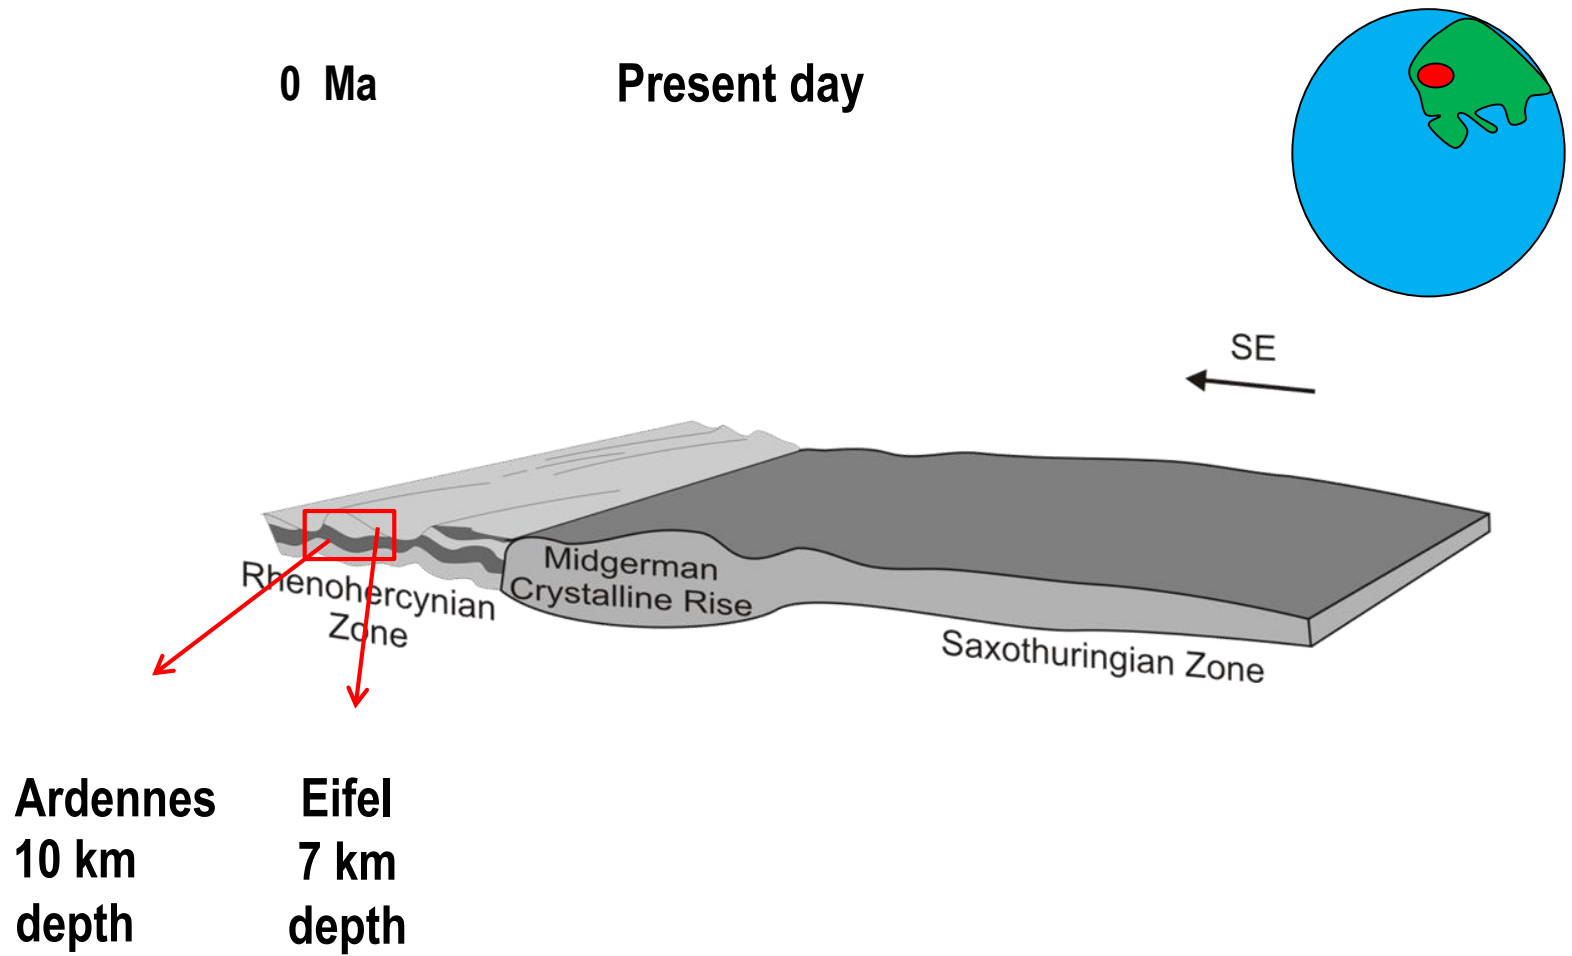 0 Ma
Present day
SE
Midgerman
Crystalline Rise
Rhenohercynian
Zone
Saxothuringian Zone
Ardennes
10 km
depth
Eifel
7 km
depth